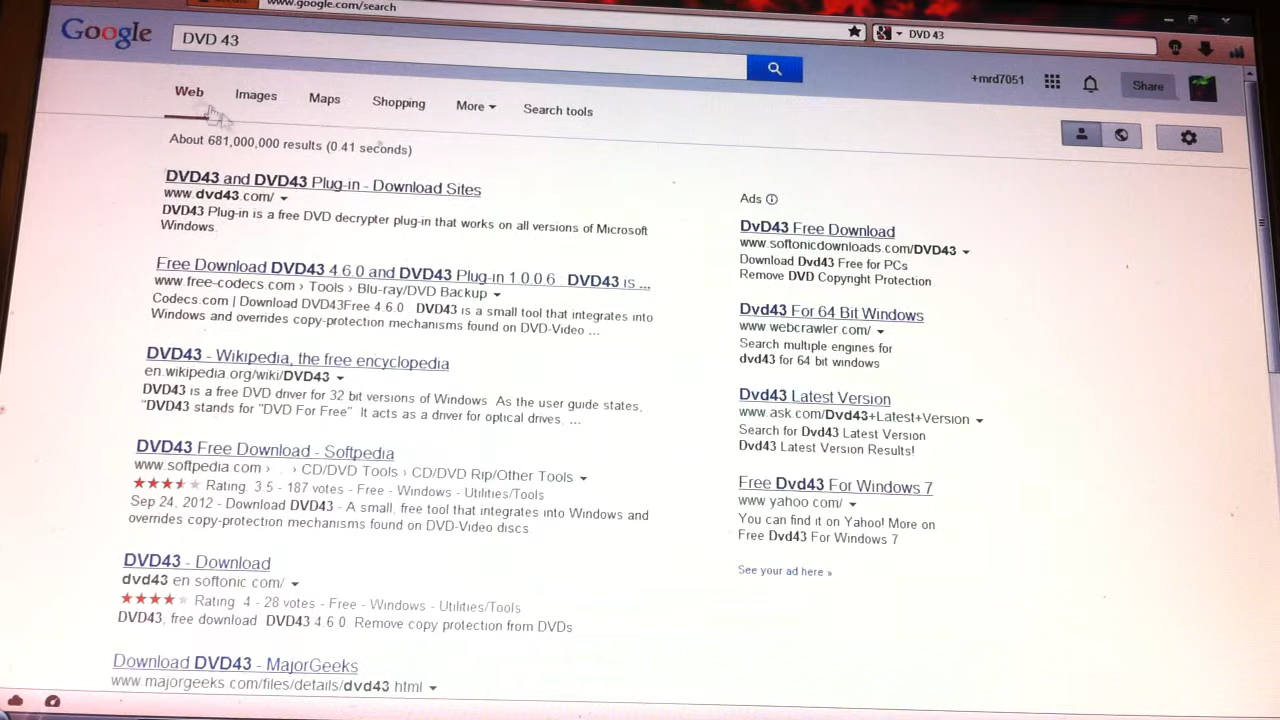 www.google.com/search
Google
DVD 43
DVD 43
+mrd7051
Share
Web Images Maps Shopping More Search tools
About 681,000,000 results (0.41 seconds)
DVD43 and DVD43 Plug-in - Download Sites
www.dvd43.com/
DVD43 Plug-in is a free DVD decrypter plug-in that works on all versions of Microsoft
Windows.
Free Download DVD43 4.6.0 and DVD43 Plug-in 1.0.0.6 DVD43 is ...
www.free-codecs.com › Tools › Blu-ray/DVD Backup
Codecs.com | Download DVD43Free 4.6.0 DVD43 is a small tool that integrates into
Windows and overrides copy-protection mechanisms found on DVD-Video ...
DVD43 - Wikipedia, the free encyclopedia
en.wikipedia.org/wiki/DVD43
DVD43 is a free DVD driver for 32 bit versions of Windows As the user guide states,
"DVD43 stands for "DVD For Free" It acts as a driver for optical drives, ...
DVD43 Free Download - Softpedia
www.softpedia.com › ... › CD/DVD Tools › CD/DVD Rip/Other Tools
Rating 3.5 - 187 votes - Free - Windows - Utilities/Tools
Sep 24, 2012 - Download DVD43 - A small, free tool that integrates into Windows and
overrides copy-protection mechanisms found on DVD-Video discs
DVD43 - Download
dvd43.en.softonic.com/
Rating 4 - 28 votes - Free - Windows - Utilities/Tools
DVD43, free download DVD43 4.6.0. Remove copy protection from DVDs
Download DVD43 - MajorGeeks
www.majorgeeks.com/files/details/dvd43.html
Ads
DvD43 Free Download
www.softonicdownloads.com/DVD43
Download Dvd43 Free for PCs
Remove DVD Copyright Protection
Dvd43 For 64 Bit Windows
www.webcrawler.com/
Search multiple engines for
dvd43 for 64 bit windows
Dvd43 Latest Version
www.ask.com/Dvd43+Latest+Version
Search for Dvd43 Latest Version
Dvd43 Latest Version Results!
Free Dvd43 For Windows 7
www.yahoo.com/
You can find it on Yahoo! More on
Free Dvd43 For Windows 7
See your ad here »